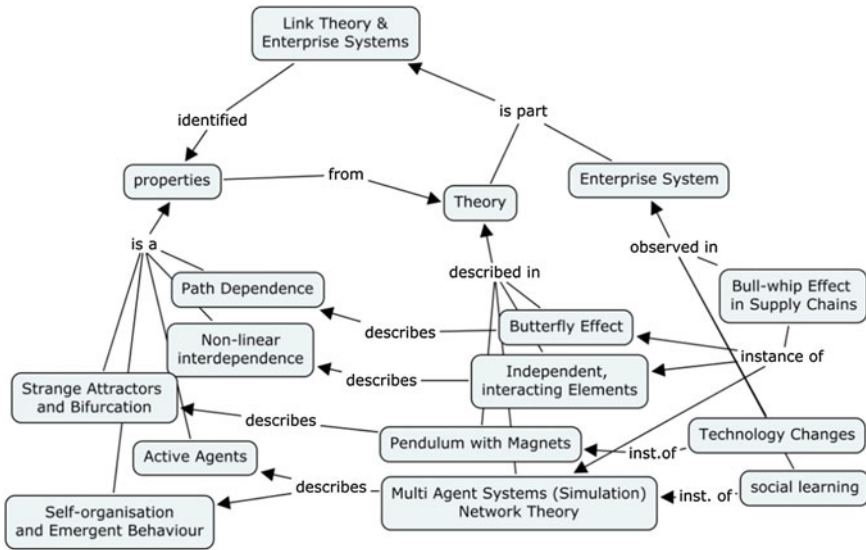 Link Theory &
Enterprise Systems
identified
is part
properties
from
Theory
Enterprise System
is a
described in
observed in
Path Dependence
describes
Butterfly Effect
Bull-whip Effect
in Supply Chains
Non-linear
interdependence
describes
Independent,
interacting Elements
instance of
Strange Attractors
and Bifurcation
describes
Pendulum with Magnets
inst.of
Technology Changes
Active Agents
describes
Multi Agent Systems (Simulation)
Network Theory
inst. of
social learning
Self-organisation
and Emergent Behaviour